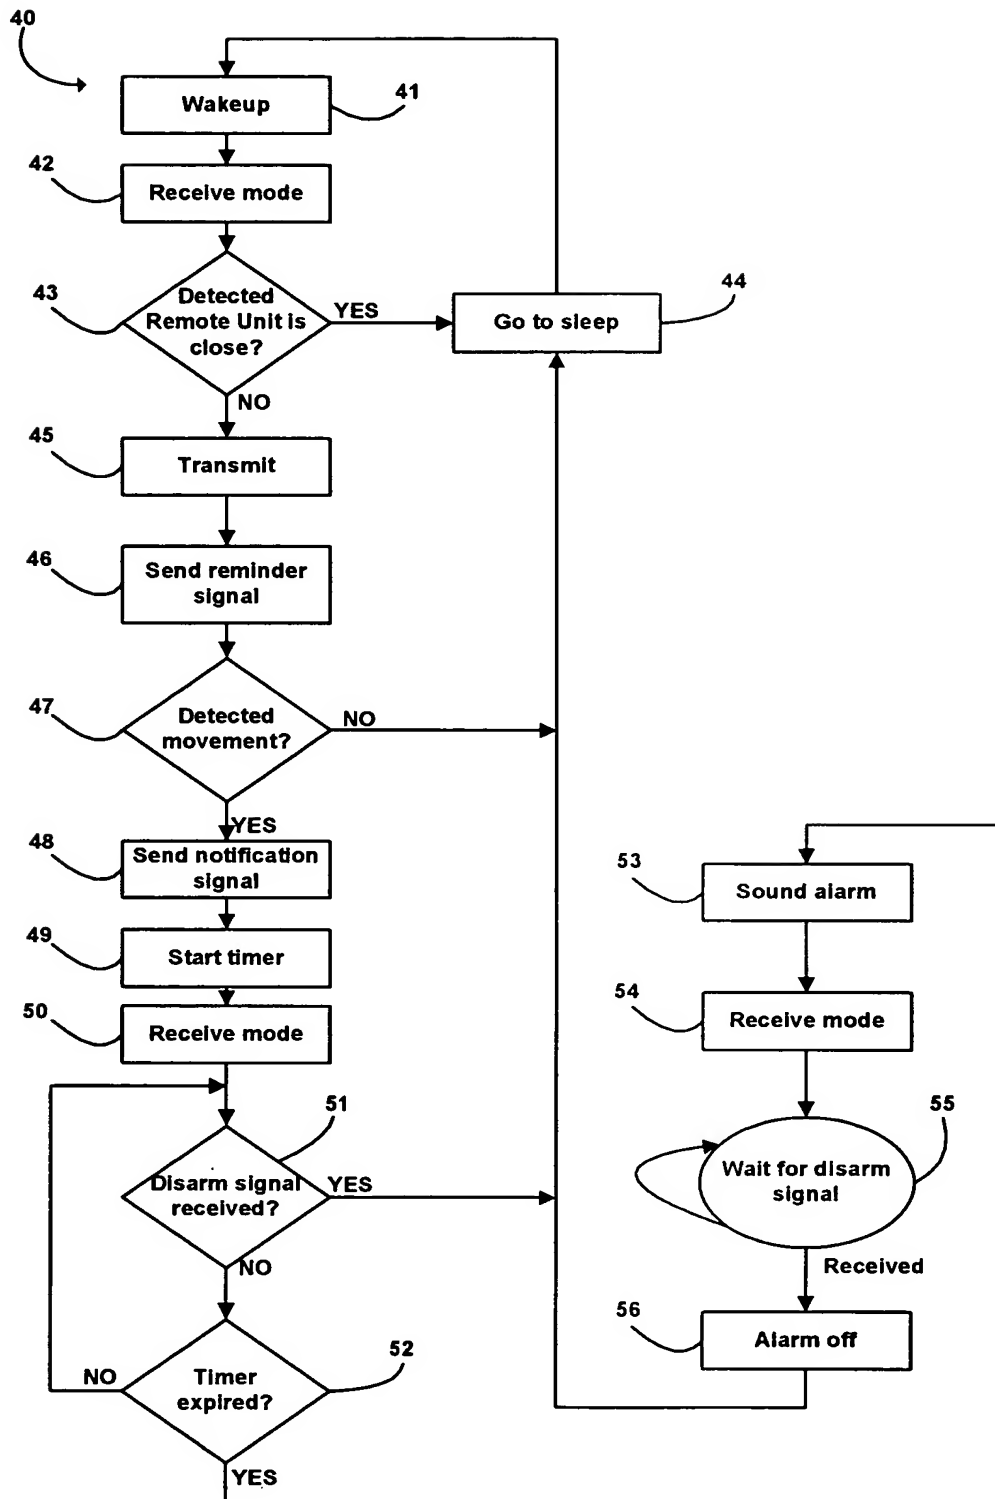 40
Wakeup
41
42
Receive mode
43
Detected
Remote Unit is
close?
YES
Go to sleep
44
NO
45
Transmit
46
Send reminder
signal
47
Detected
movement?
NO
YES
48
Send notification
signal
49
Start timer
50
Receive mode
51
Disarm signal
received?
YES
NO
52
Timer
expired?
NO
YES
53
Sound alarm
54
Receive mode
55
Wait for disarm
signal
Received
56
Alarm off